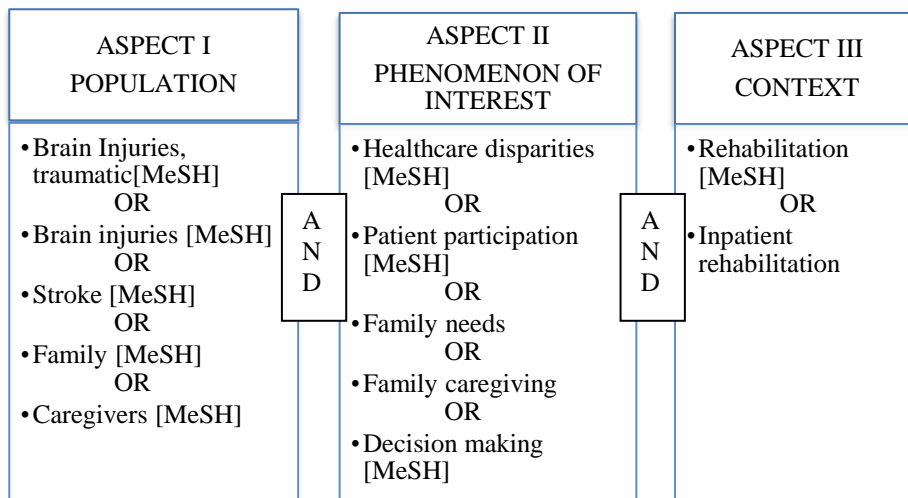 ASPECT I
POPULATION
•Brain Injuries,
traumatic[MeSH]
OR
•Brain injuries [MeSH]
OR
•Stroke [MeSH]
OR
•Family [MeSH]
OR
•Caregivers [MeSH]
A
N
D
ASPECT II
PHENOMENON OF
INTEREST
•Healthcare disparities
[MeSH]
OR
•Patient participation
[MeSH]
OR
•Family needs
OR
•Family caregiving
OR
•Decision making
[MeSH]
A
N
D
ASPECT III
CONTEXT
•Rehabilitation
[MeSH]
OR
•Inpatient
rehabilitation